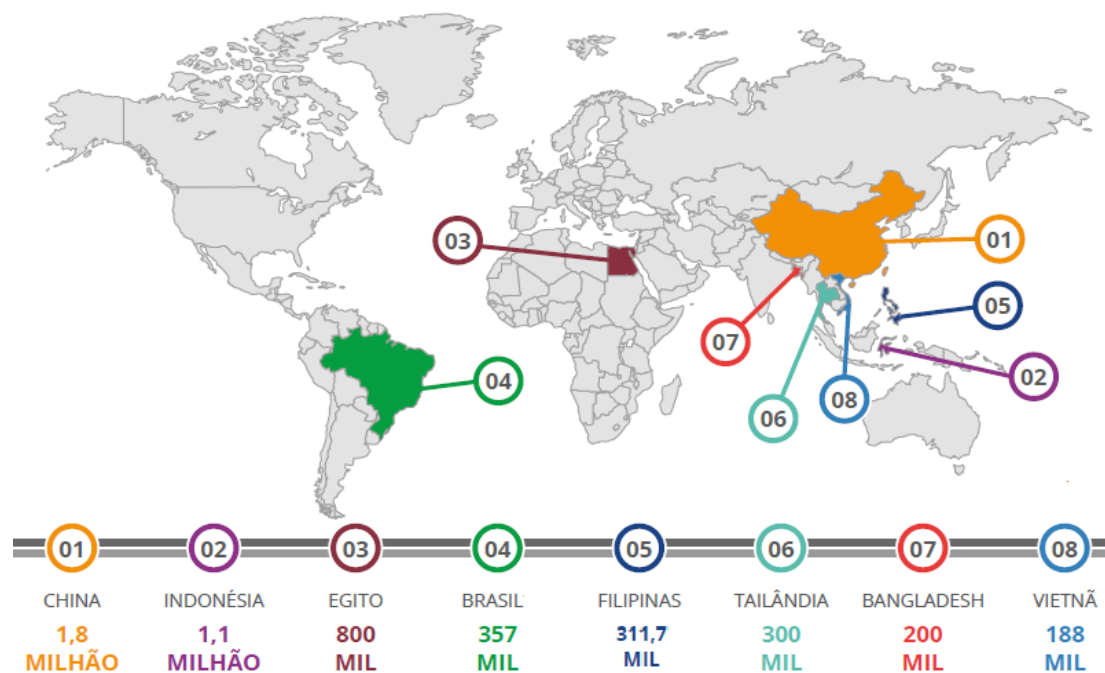 03
01
05
07
02
04
08
06
01 02 03 04 05 06 07 08
CHINA INDONÉSIA EGITO BRASIL FILIPINAS TAILÂNDIA BANGLADESH VIETNÃ
1,8 1,1 800 357 311,7 300 200 188
MILHÃO MILHÃO MIL MIL MIL MIL MIL MIL